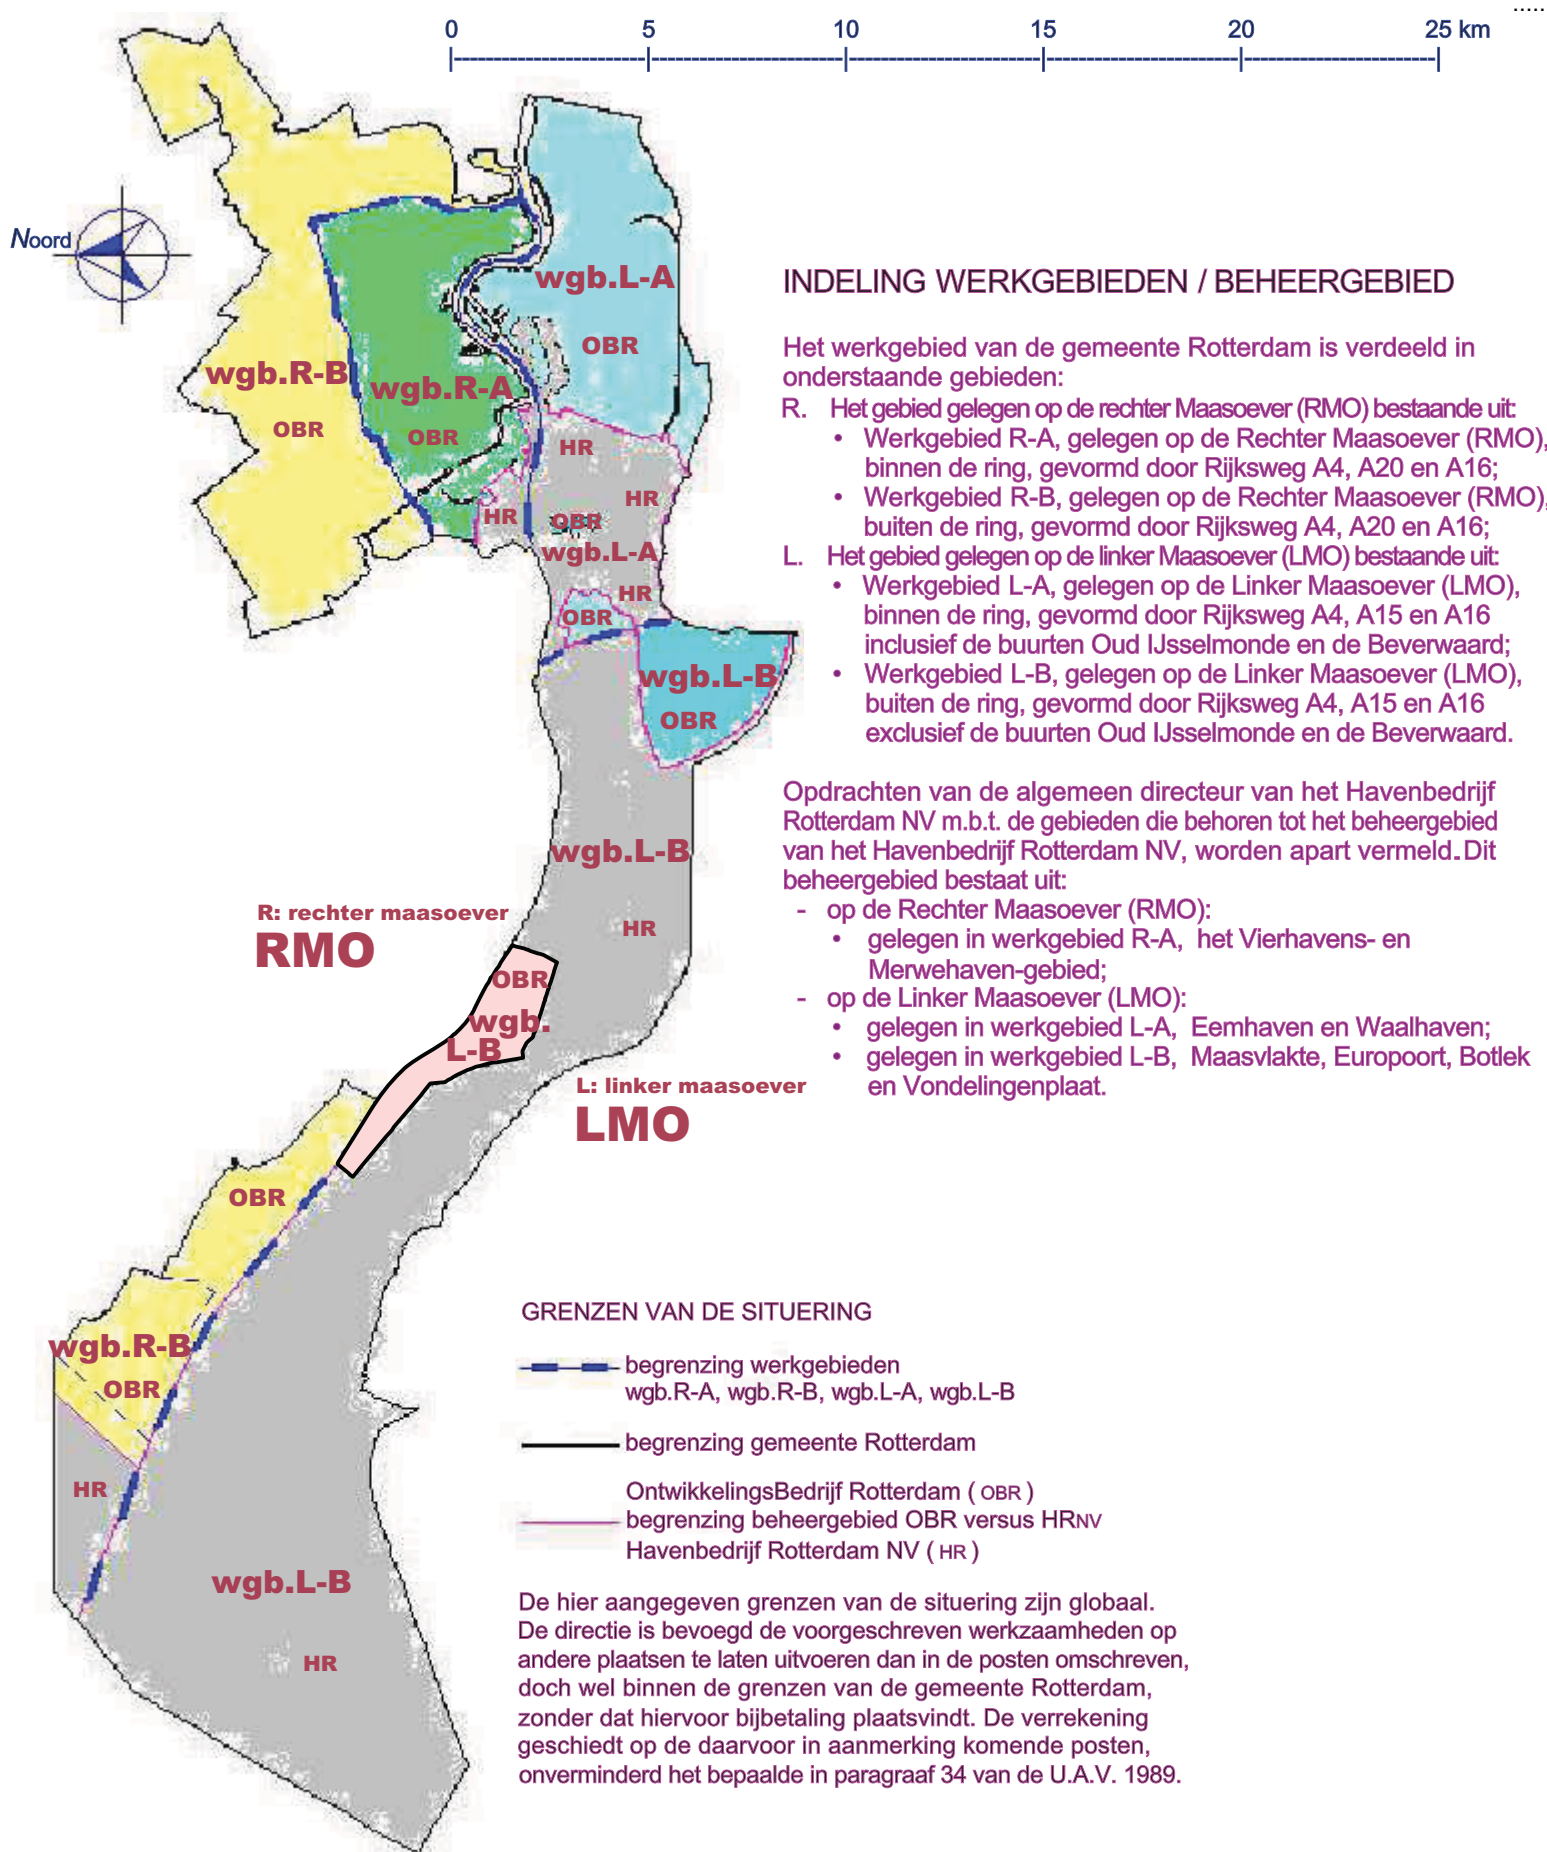 .....
0 5 10 15 20 25 km
Noord
wgb.L-A
OBR
wgb.R-B
OBR
wgb.R-A
OBR
HR
HR
HR
OBR
wgb.L-A
HR
OBR
wgb.L-B
OBR
wgb.L-B
HR
R: rechter maasoever
RMO
OBR
wgb.
L-B
L: linker maasoever
LMO
OBR
wgb.R-B
OBR
HR
wgb.L-B
HR
INDELING WERKGEBIEDEN / BEHEERGEBIED
Het werkgebied van de gemeente Rotterdam is verdeeld in
onderstaande gebieden:
R. Het gebied gelegen op de rechter Maasoever (RMO) bestaande uit:
• Werkgebied R-A, gelegen op de Rechter Maasoever (RMO),
binnen de ring, gevormd door Rijksweg A4, A20 en A16;
• Werkgebied R-B, gelegen op de Rechter Maasoever (RMO),
buiten de ring, gevormd door Rijksweg A4, A20 en A16;
L. Het gebied gelegen op de linker Maasoever (LMO) bestaande uit:
• Werkgebied L-A, gelegen op de Linker Maasoever (LMO),
binnen de ring, gevormd door Rijksweg A4, A15 en A16
inclusief de buurten Oud IJsselmonde en de Beverwaard;
• Werkgebied L-B, gelegen op de Linker Maasoever (LMO),
buiten de ring, gevormd door Rijksweg A4, A15 en A16
exclusief de buurten Oud IJsselmonde en de Beverwaard.
Opdrachten van de algemeen directeur van het Havenbedrijf
Rotterdam NV m.b.t. de gebieden die behoren tot het beheergebied
van het Havenbedrijf Rotterdam NV, worden apart vermeld. Dit
beheergebied bestaat uit:
- op de Rechter Maasoever (RMO):
• gelegen in werkgebied R-A, het Vierhavens- en
Merwehaven-gebied;
- op de Linker Maasoever (LMO):
• gelegen in werkgebied L-A, Eemhaven en Waalhaven;
• gelegen in werkgebied L-B, Maasvlakte, Europoort, Botlek
en Vondelingenplaat.
GRENZEN VAN DE SITUERING
begrenzing werkgebieden
wgb.R-A, wgb.R-B, wgb.L-A, wgb.L-B
begrenzing gemeente Rotterdam
OntwikkelingsBedrijf Rotterdam ( OBR )
begrenzing beheergebied OBR versus HRNV
Havenbedrijf Rotterdam NV ( HR )
De hier aangegeven grenzen van de situering zijn globaal.
De directie is bevoegd de voorgeschreven werkzaamheden op
andere plaatsen te laten uitvoeren dan in de posten omschreven,
doch wel binnen de grenzen van de gemeente Rotterdam,
zonder dat hiervoor bijbetaling plaatsvindt. De verrekening
geschiedt op de daarvoor in aanmerking komende posten,
onverminderd het bepaalde in paragraaf 34 van de U.A.V. 1989.